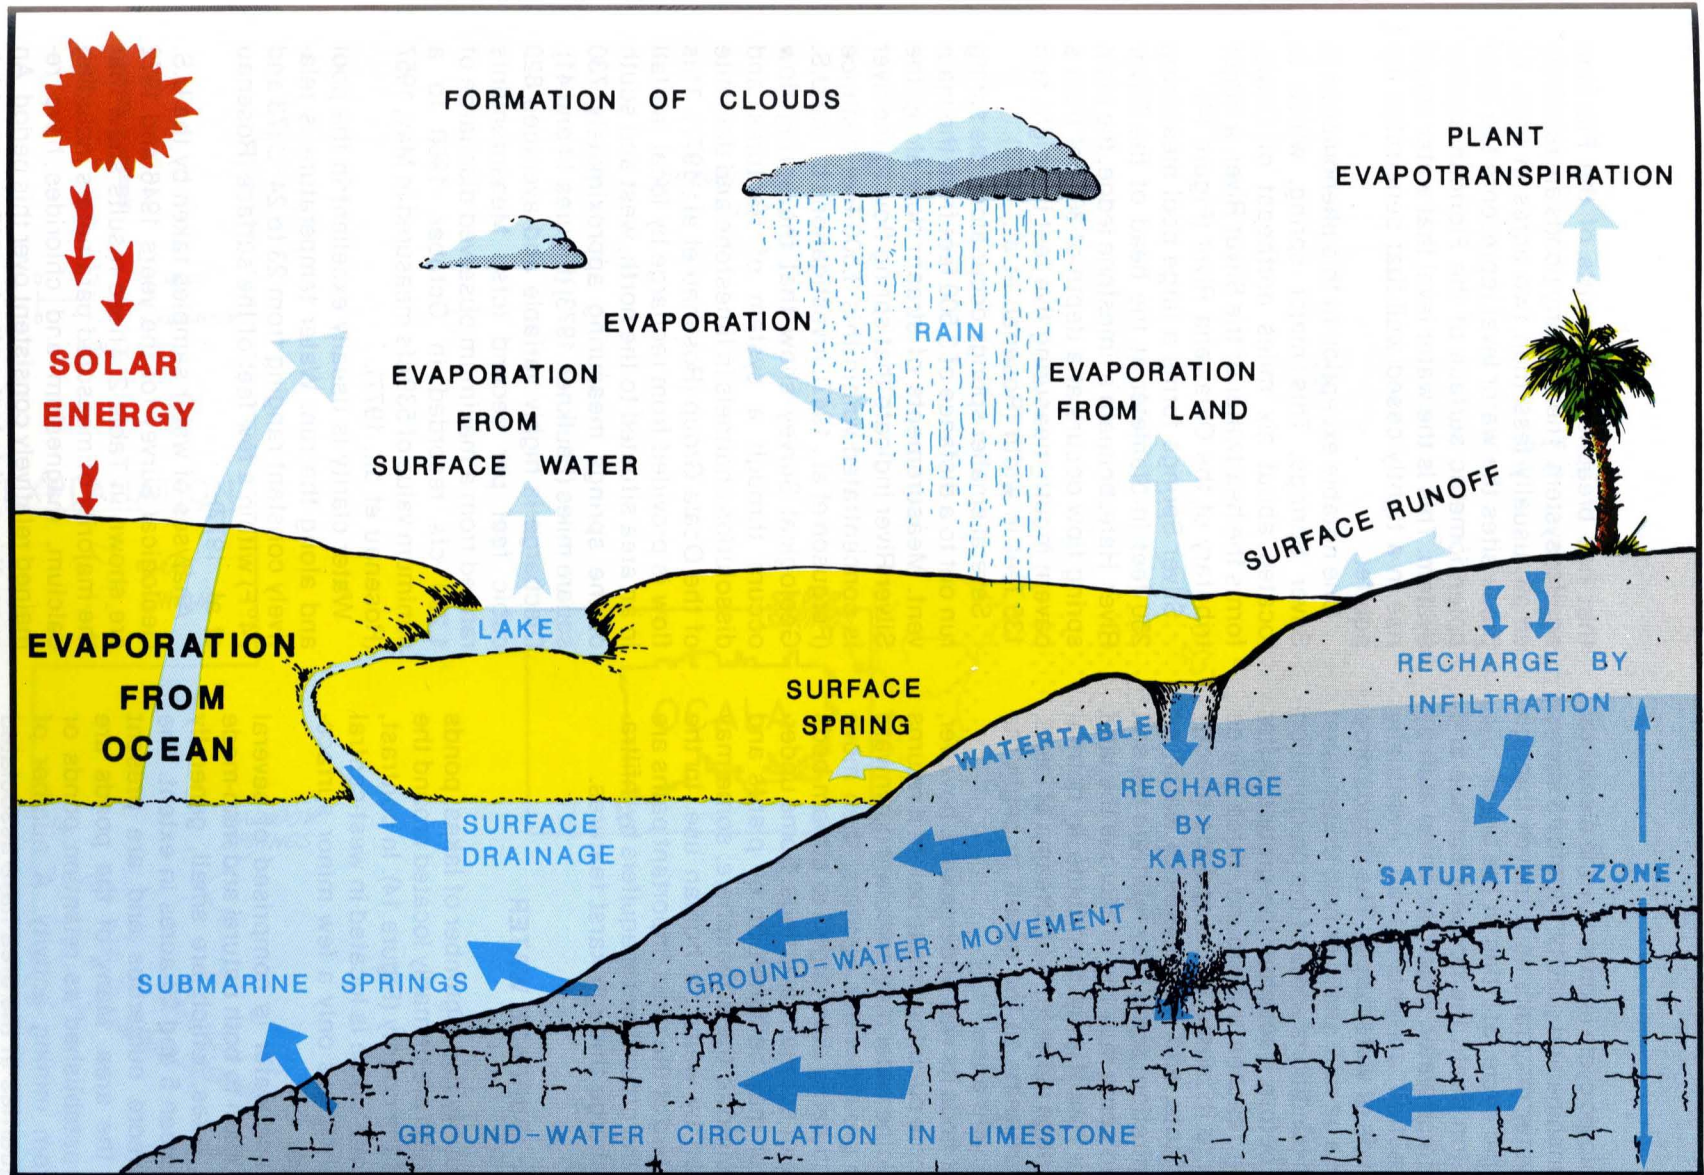 FORMATION OF CLOUDS
PLANT
EVAPOTRANSPIRATION
SOLAR
ENERGY
EVAPORATION
RAIN
EVAPORATION
FROM
SURFACE WATER
EVAPORATION
FROM LAND
SURFACE RUNOFF
LAKE
EVAPORATION
FROM
OCEAN
SURFACE
SPRING
RECHARGE BY
INFILTRATION
WATERTABLE
RECHARGE
BY
KARST
SURFACE
DRAINAGE
SATURATED ZONE
GROUND-WATER MOVEMENT
SUBMARINE SPRINGS
GROUND-WATER CIRCULATION IN LIMESTONE